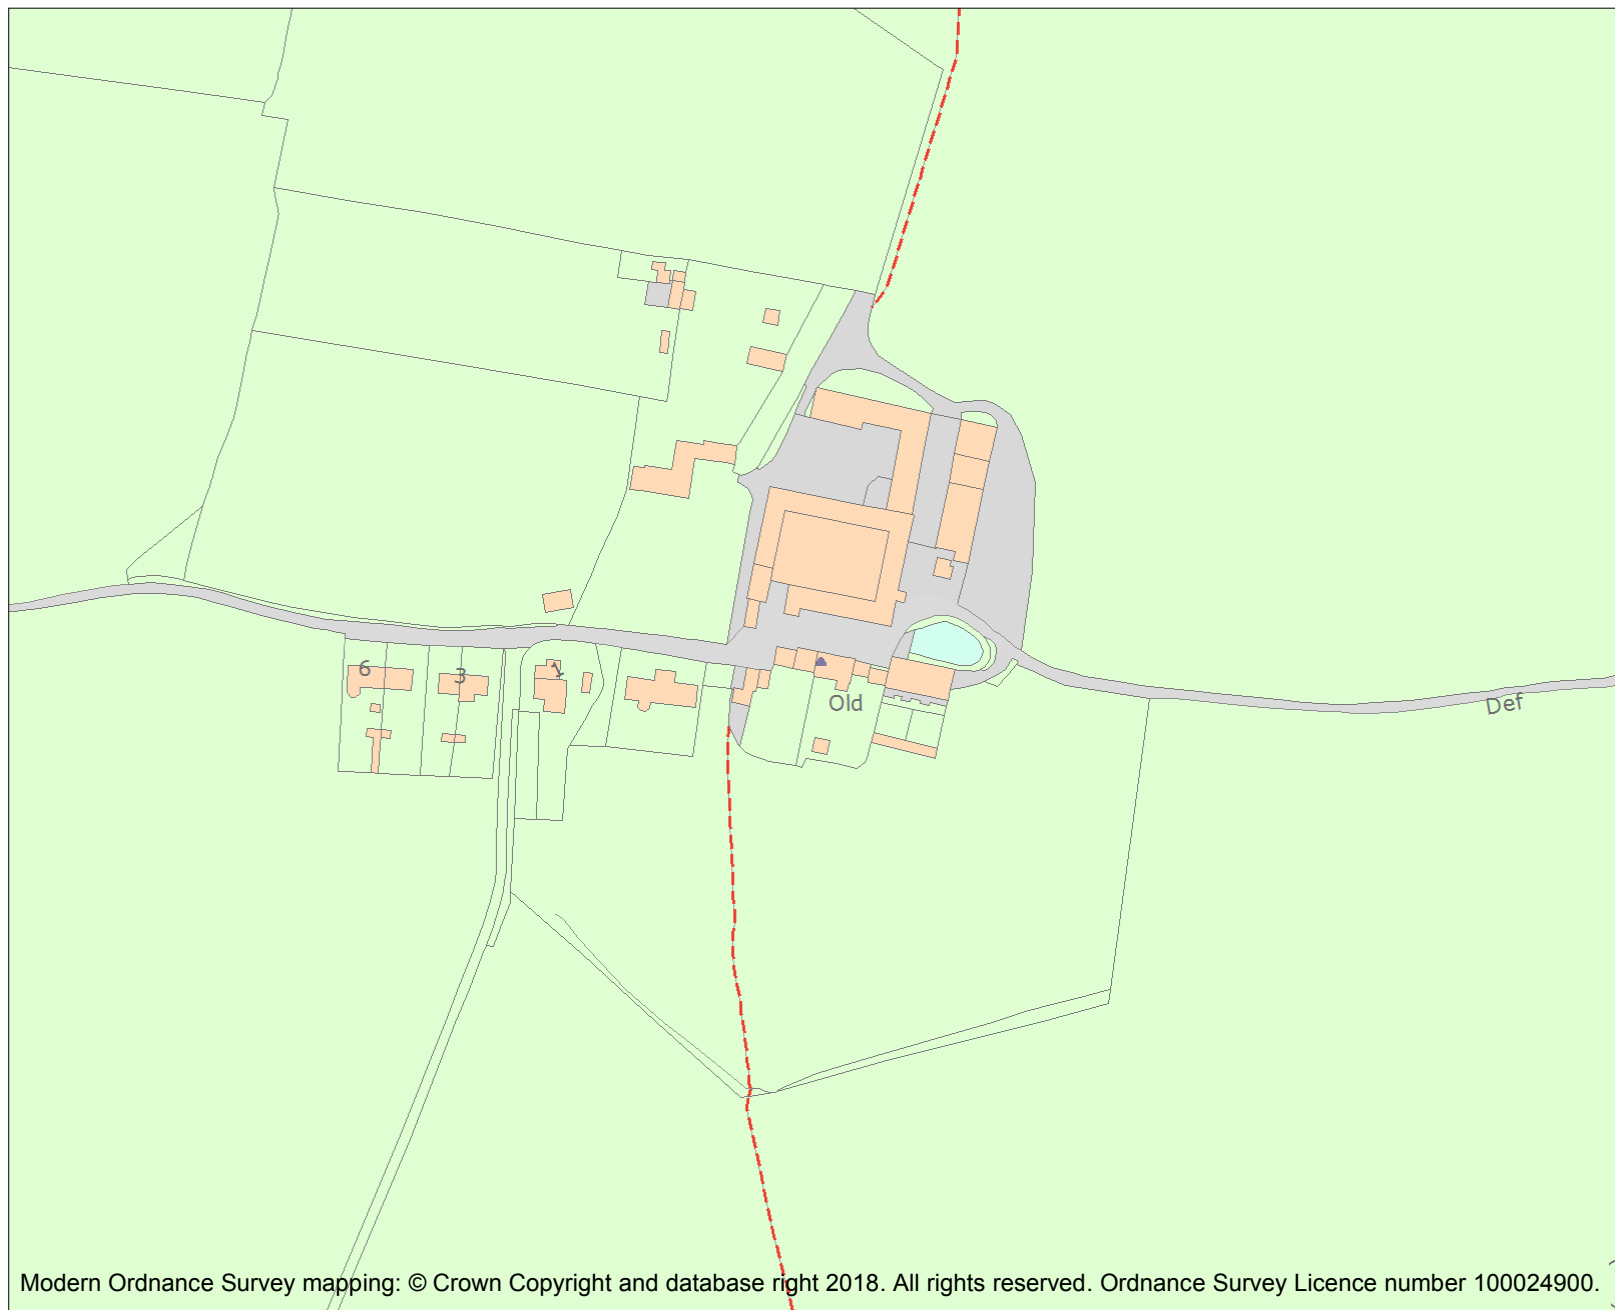 6
3
1
Old
Def
Modern Ordnance Survey mapping: © Crown Copyright and database right 2018. All rights reserved. Ordnance Survey Licence number 100024900.